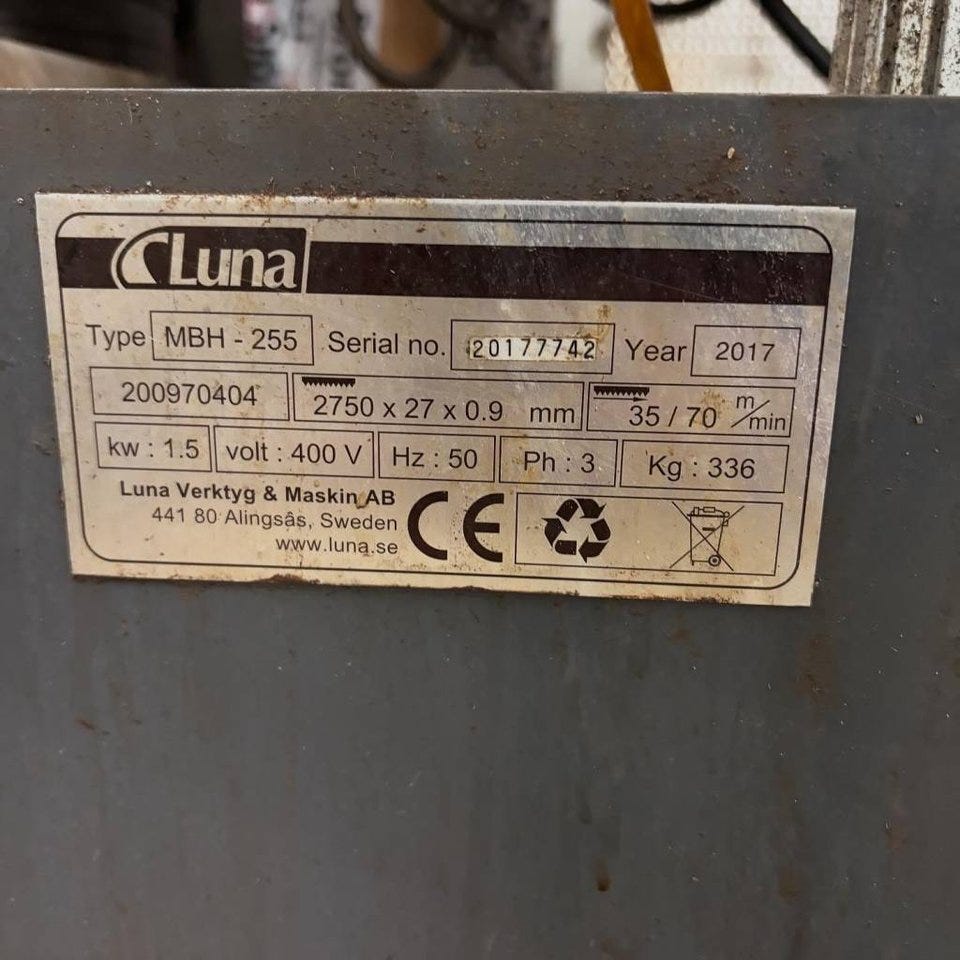 Luna
Type MBH - 255 Serial no. 20177742 Year 2017
200970404 2750 x 27 x 0.9 mm 35 / 70 m/min
kw : 1.5 volt : 400 V Hz : 50 Ph : 3 Kg : 336
Luna Verktyg & Maskin AB
441 80 Alingsås, Sweden
www.luna.se
CE